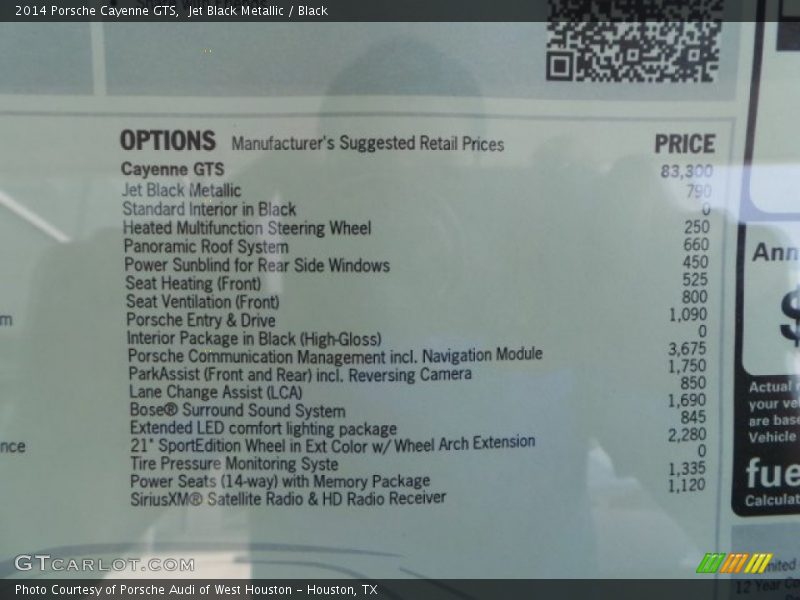 2014 Porsche Cayenne GTS, Jet Black Metallic / Black
OPTIONS Manufacturer's Suggested Retail Prices PRICE
Cayenne GTS 83,300
Jet Black Metallic 790
Standard Interior in Black 0
Heated Multifunction Steering Wheel 250
Panoramic Roof System 660
Power Sunblind for Rear Side Windows 450
Seat Heating (Front) 525
Seat Ventilation (Front) 800
Porsche Entry & Drive 1,090
Interior Package in Black (High-Gloss) 0
Porsche Communication Management incl. Navigation Module 3,675
ParkAssist (Front and Rear) incl. Reversing Camera 1,750
Lane Change Assist (LCA) 850
Bose® Surround Sound System 1,690
Extended LED comfort lighting package 845
21" SportEdition Wheel in Ext Color w/ Wheel Arch Extension 2,280
Tire Pressure Monitoring Syste 0
Power Seats (14-way) with Memory Package 1,335
SiriusXM® Satellite Radio & HD Radio Receiver 1,120
m
nce
Ann
$
Actual
your ve
are base
Vehicle
fue
Calculat
mited
12 Year Co
GTCARLOT.COM
Photo Courtesy of Porsche Audi of West Houston - Houston, TX